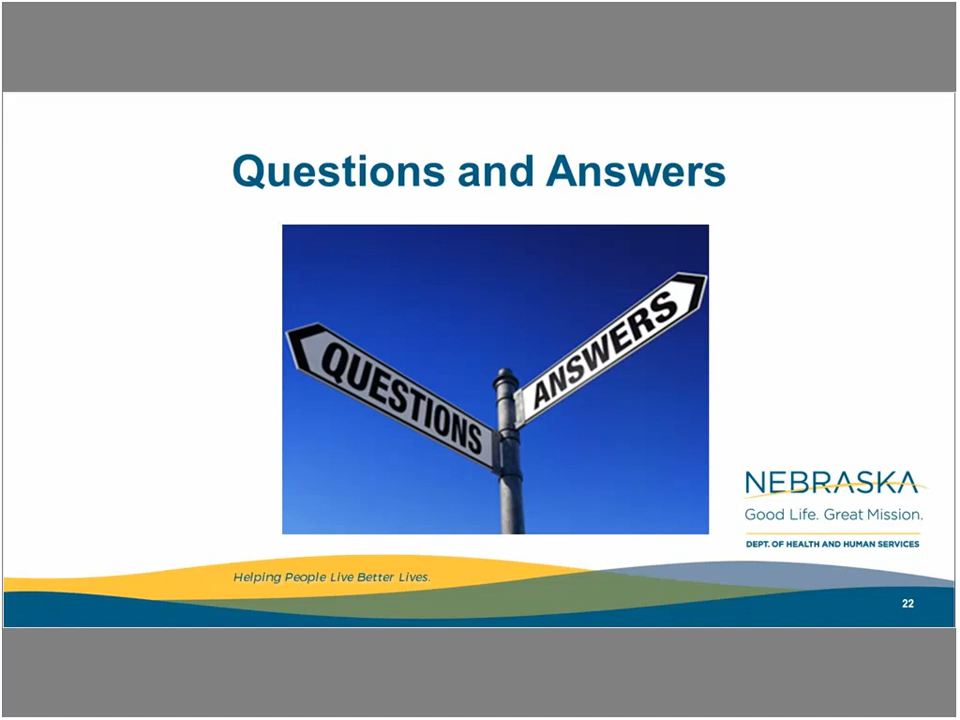 Questions and Answers
QUESTIONS
ANSWERS
NEBRASKA
Good Life. Great Mission.
DEPT. OF HEALTH AND HUMAN SERVICES
Helping People Live Better Lives.
22